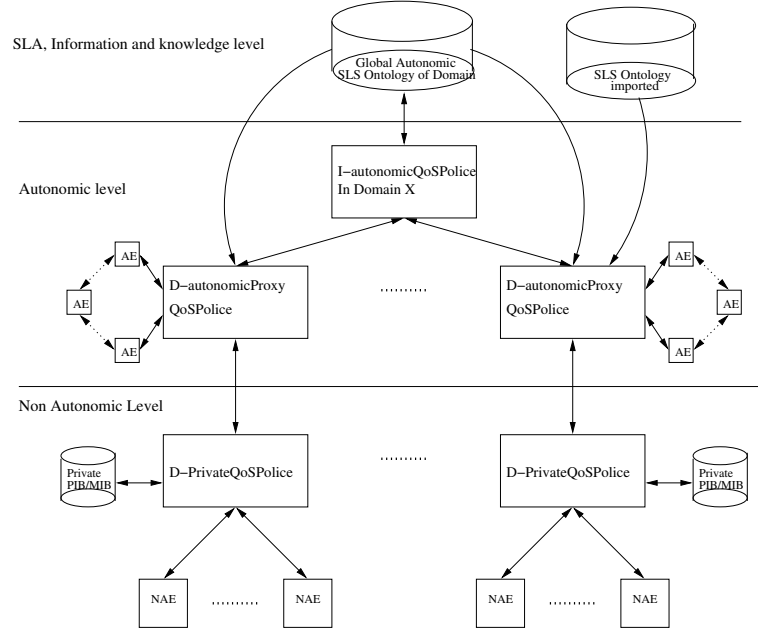 SLA, Information and knowledge level
Global Autonomic
SLS Ontology of Domain
SLS Ontology
imported
I-autonomicQoSPolice
In Domain X
Autonomic level
AE
AE
AE
D-autonomicProxy
QoSPolice
..........
D-autonomicProxy
QoSPolice
AE
AE
AE
Non Autonomic Level
Private
PIB/MIB
D-PrivateQoSPolice
..........
D-PrivateQoSPolice
Private
PIB/MIB
NAE
..........
NAE
NAE
..........
NAE